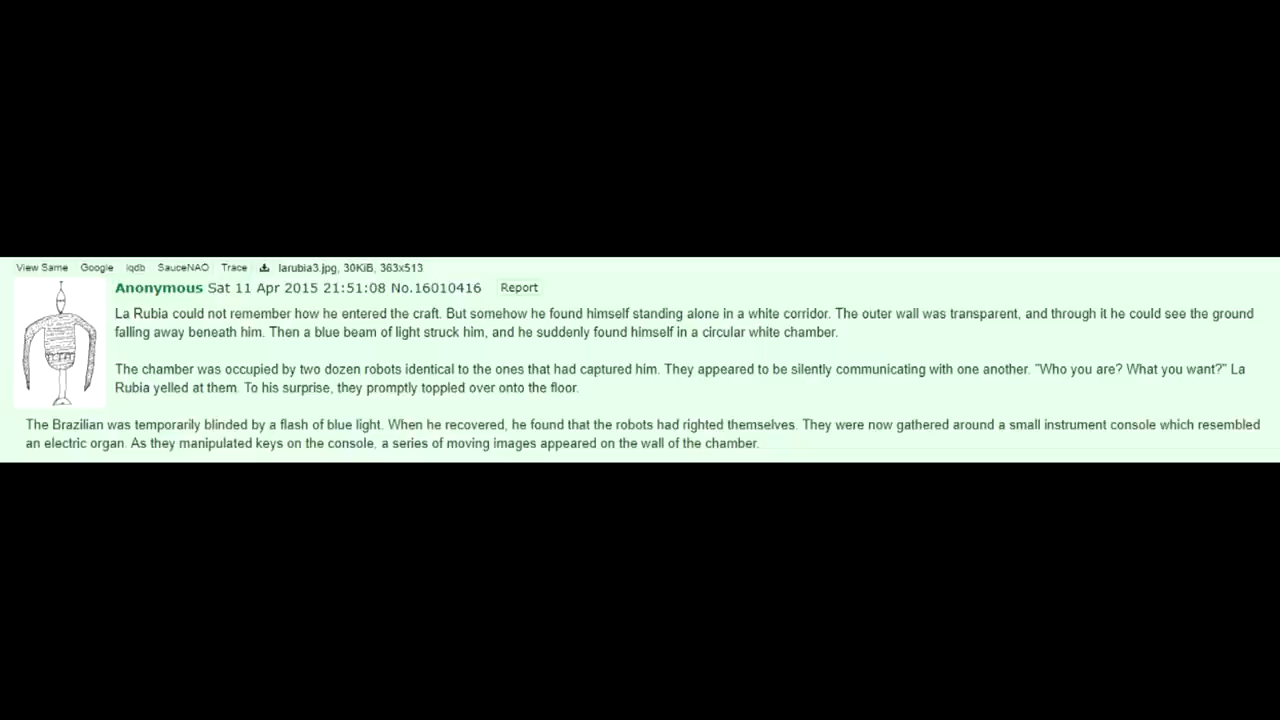 View Same Google iqdb SauceNAO Trace larubia3.jpg, 30KiB, 363x513
Anonymous Sat 11 Apr 2015 21:51:08 No.16010416 Report
La Rubia could not remember how he entered the craft. But somehow he found himself standing alone in a white corridor. The outer wall was transparent, and through it he could see the ground
falling away beneath him. Then a blue beam of light struck him, and he suddenly found himself in a circular white chamber.
The chamber was occupied by two dozen robots identical to the ones that had captured him. They appeared to be silently communicating with one another. "Who you are? What you want?" La
Rubia yelled at them. To his surprise, they promptly toppled over onto the floor.
The Brazilian was temporarily blinded by a flash of blue light. When he recovered, he found that the robots had righted themselves. They were now gathered around a small instrument console which resembled
an electric organ. As they manipulated keys on the console, a series of moving images appeared on the wall of the chamber.